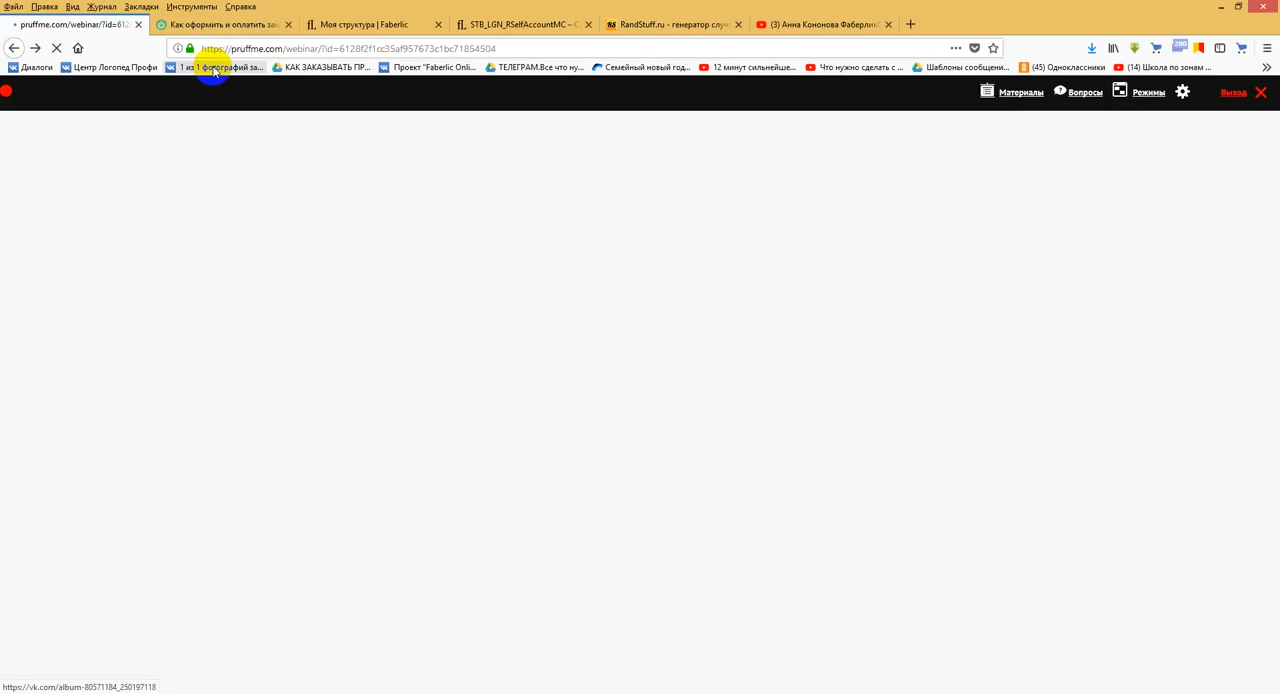 Файл Правка Вид Журнал Закладки Инструменты Справка
pruffme.com/webinar/?id=612 Как оформить и оплатить зак Моя структура | Faberlic STB_LGN_RSelfAccountMC – С RandStuff.ru - генератор случ (3) Анна Кононова Фаберлик
https://pruffme.com/webinar/?id=6128f2f1cc35af957673c1bc71854504 280
Диалоги Центр Логопед Профи 1 из 1 фотографий за... КАК ЗАКАЗЫВАТЬ ПР... Проект "Faberlic Onli... ТЕЛЕГРАМ.Все что ну... Семейный новый год... 12 минут сильнейше... Что нужно сделать с ... Шаблоны сообщени... (45) Одноклассники (14) Школа по зонам ...
Материалы Вопросы Режимы Выход
https://vk.com/album-80571184_250197118